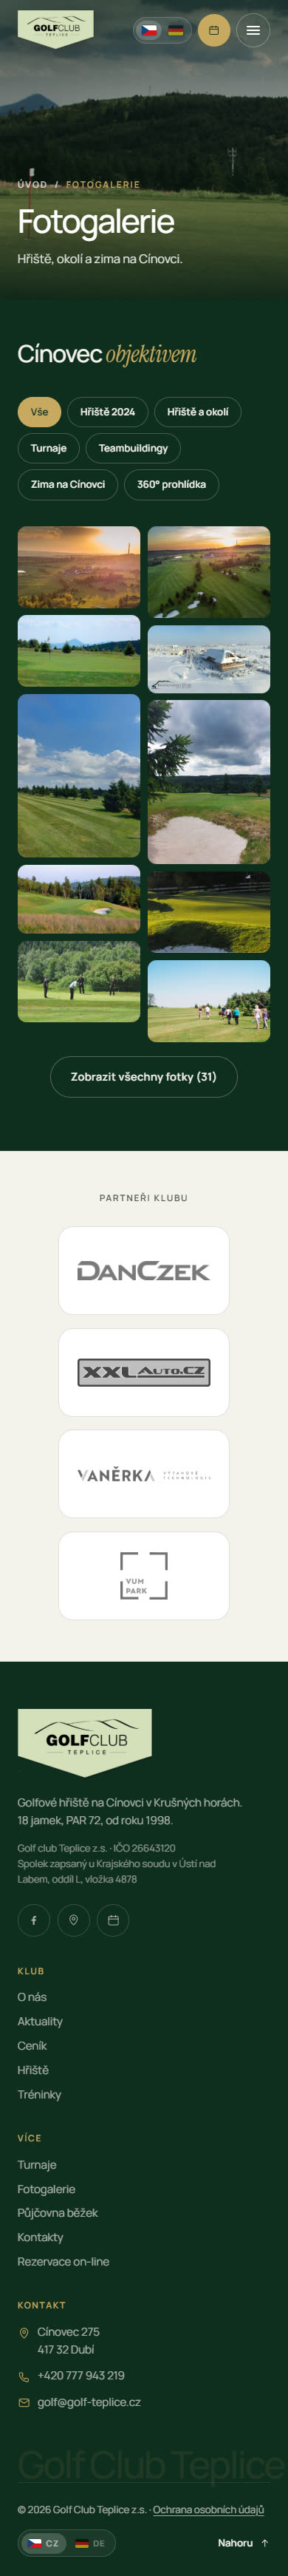 GOLFCLUB
TEPLICE
ÚVOD / FOTOGALERIE
Fotogalerie
Hřiště, okolí a zima na Cínovci.
Cínovec objektivem
Vše
Hřiště 2024
Hřiště a okolí
Turnaje
Teambuildingy
Zima na Cínovci
360° prohlídka
Zobrazit všechny fotky (31)
PARTNEŘI KLUBU
DANCZEK
XXLAUTO.CZ
VANĚRKA
VUM
PARK
GOLFCLUB
TEPLICE
Golfové hřiště na Cínovci v Krušných horách.
18 jamek, PAR 72, od roku 1998.
Golf club Teplice z.s. · IČO 26643120
Spolek zapsaný u Krajského soudu v Ústí nad
Labem, oddíl L, vložka 4878
KLUB
O nás
Aktuality
Ceník
Hřiště
Tréninky
VÍCE
Turnaje
Fotogalerie
Půjčovna běžek
Kontakty
Rezervace on-line
KONTAKT
Cínovec 275
417 32 Dubí
+420 777 943 219
golf@golf-teplice.cz
Golf Club Teplice
© 2026 Golf Club Teplice z.s. · Ochrana osobních údajů
CZ
DE
Nahoru